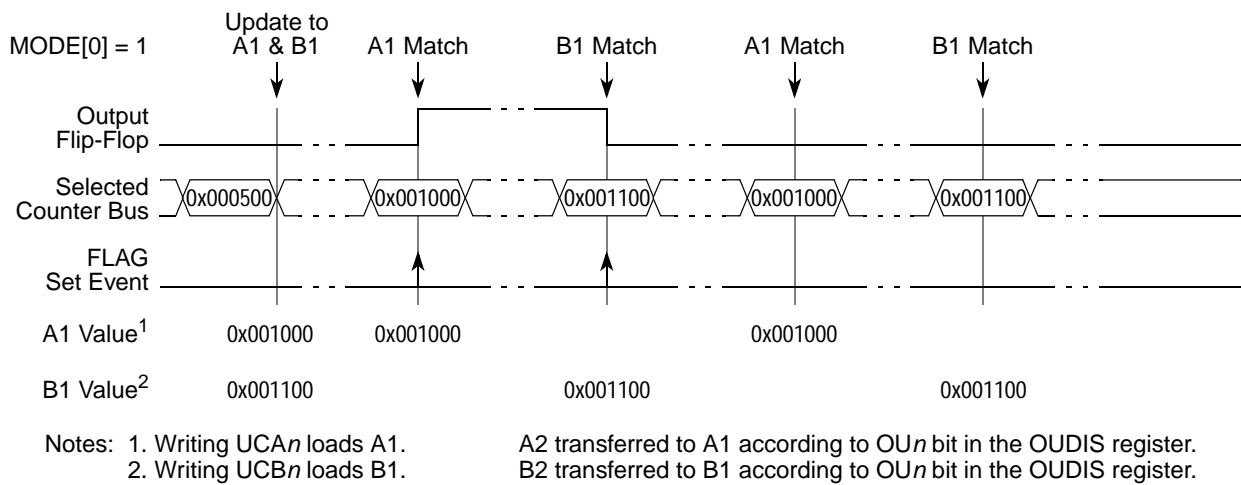 Update to
MODE[0] = 1 A1 & B1 A1 Match B1 Match A1 Match B1 Match
Output
Flip-Flop
Selected
Counter Bus 0x000500 0x001000 0x001100 0x001000 0x001100
FLAG
Set Event
A1 Value1 0x001000 0x001000 0x001000
B1 Value2 0x001100 0x001100 0x001100
Notes: 1. Writing UCAn loads A1. A2 transferred to A1 according to OUn bit in the OUDIS register.
2. Writing UCBn loads B1. B2 transferred to B1 according to OUn bit in the OUDIS register.